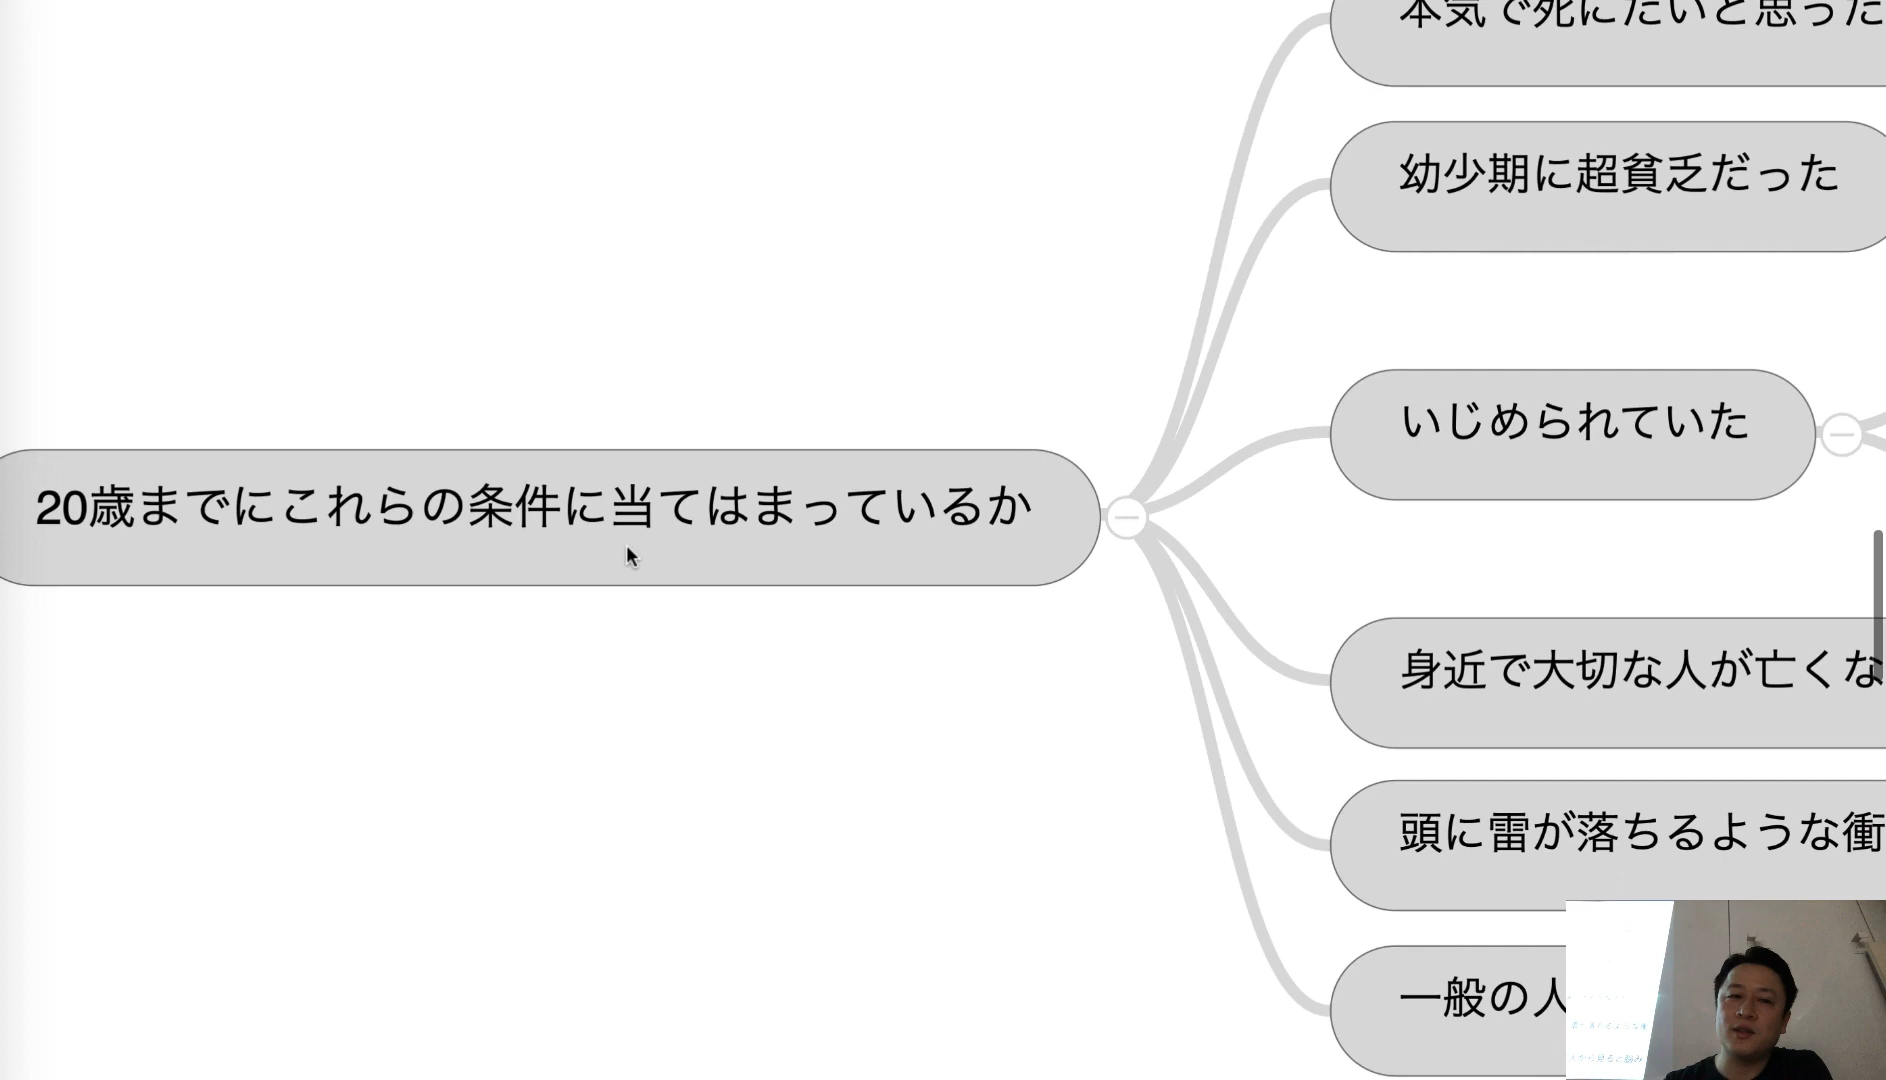 本気で死にたいと思った
幼少期に超貧乏だった
いじめられていた
20歳までにこれらの条件に当てはまっているか
身近で大切な人が亡くな
頭に雷が落ちるような衝
一般の人